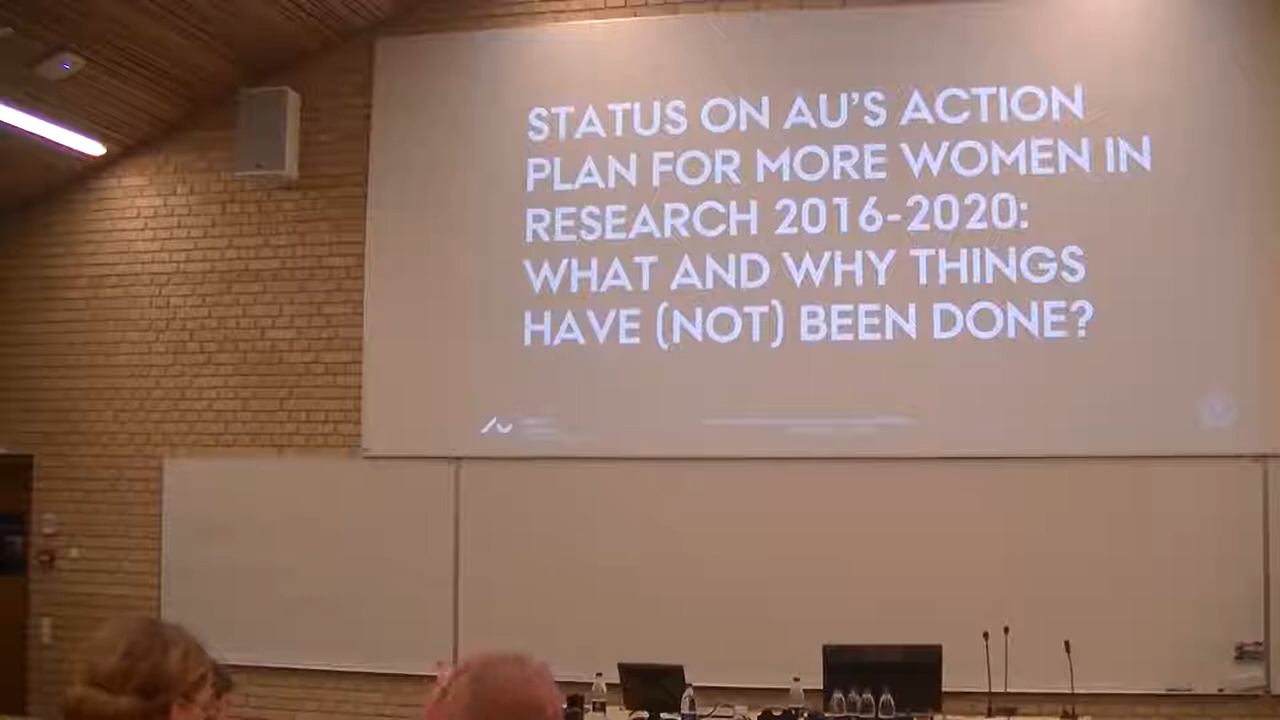 STATUS ON AU'S ACTION
PLAN FOR MORE WOMEN IN
RESEARCH 2016-2020:
WHAT AND WHY THINGS
HAVE (NOT) BEEN DONE?